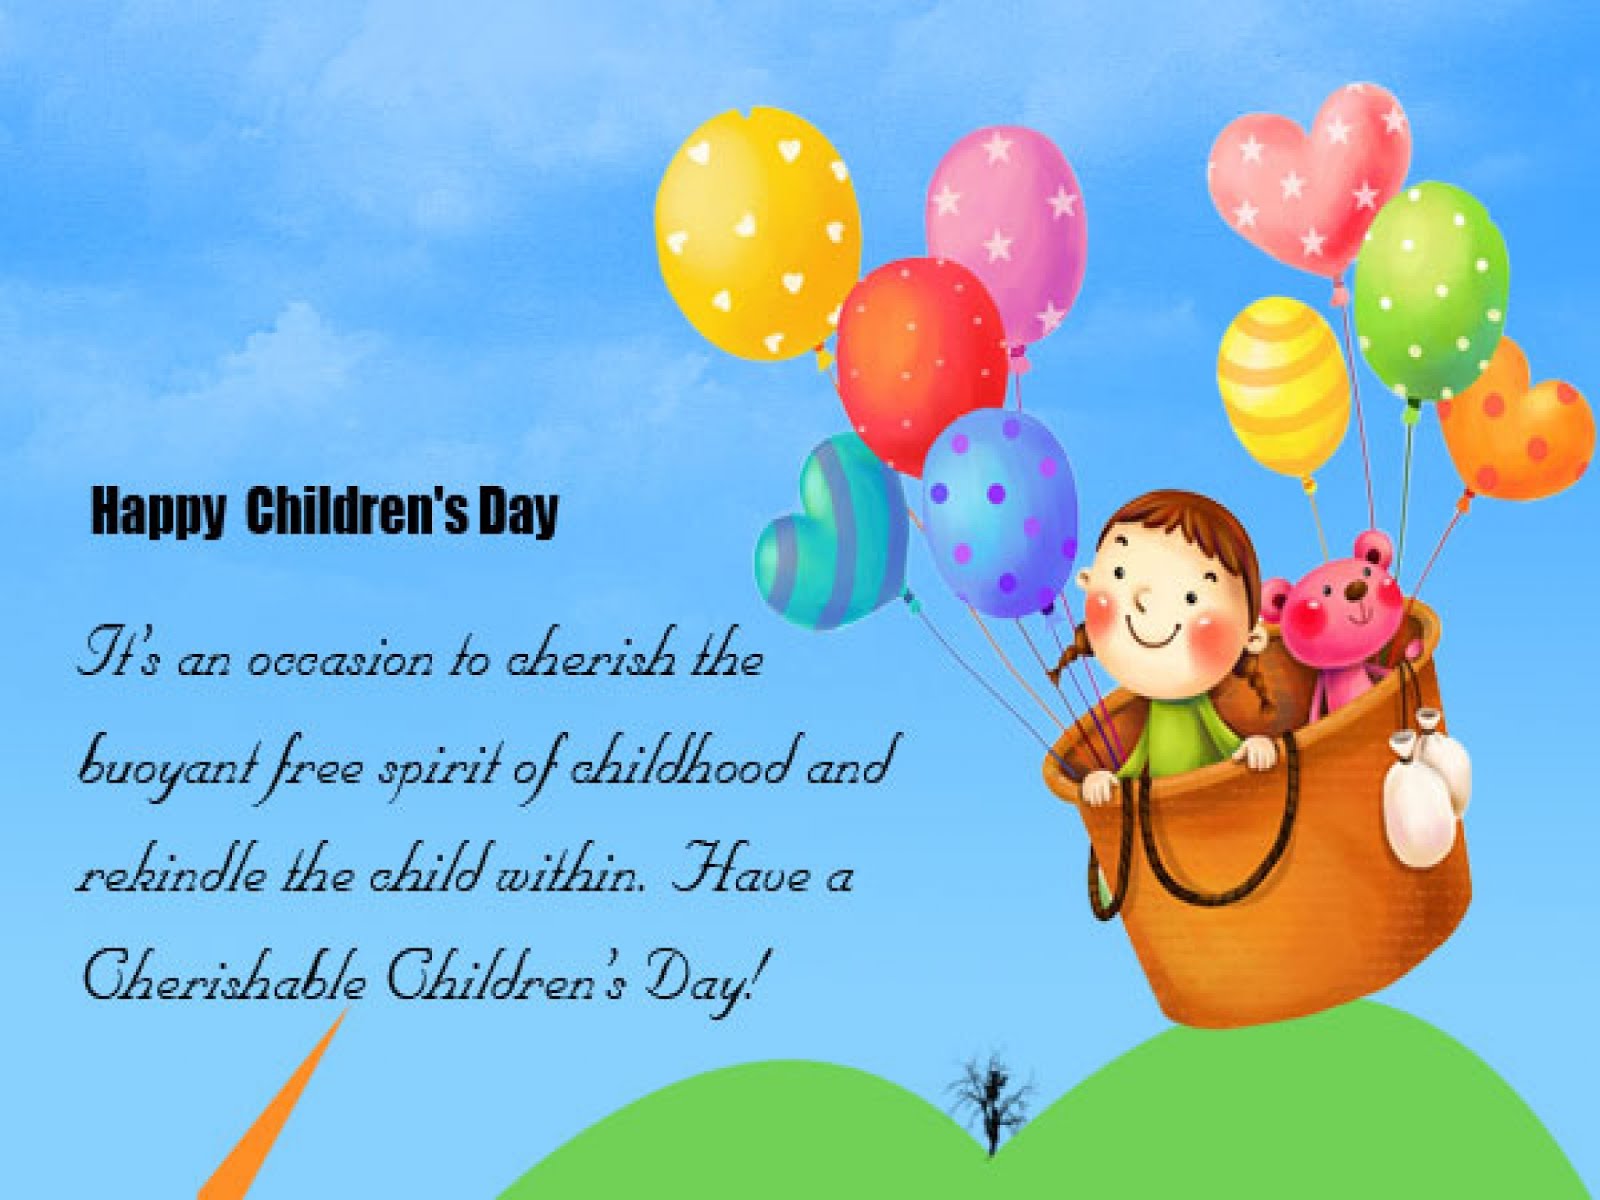 Happy Children's Day
It's an occasion to cherish the
buoyant free spirit of childhood and
rekindle the child within. Have a
Cherishable Children's Day!